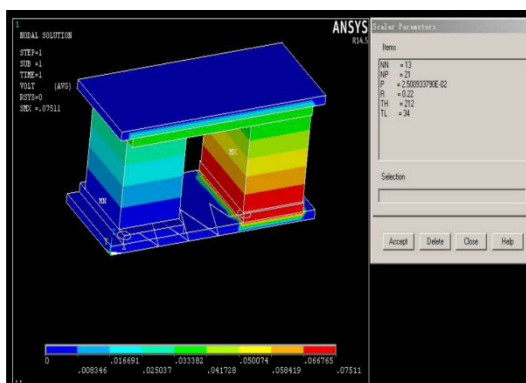 1
NODAL SOLUTION
STEP=1
SUB =1
TIME=1
VOLT (AVG)
RSYS=0
SMX =.07511
ANSYS
R14.5
MN
MX
0 .016691 .033382 .050074 .066765
.008346 .025037 .041728 .058419 .07511
Scalar Parameters
Items
NN = 13
NP = 21
P = 2.500933790E-02
R = 0.22
TH = 212
TL = 34
Selection
Accept Delete Close Help